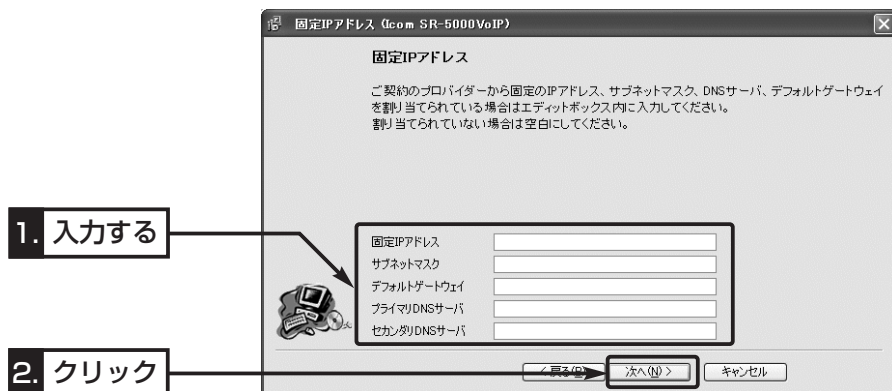 固定IPアドレス (Icom SR-5000VoIP)
固定IPアドレス
ご契約のプロバイダーから固定のIPアドレス、サブネットマスク、DNSサーバ、デフォルトゲートウェイ
を割り当てられている場合はエディットボックス内に入力してください。
割り当てられていない場合は空白にしてください。
1. 入力する
固定IPアドレス
サブネットマスク
デフォルトゲートウェイ
プライマリDNSサーバ
セカンダリDNSサーバ
2. クリック
< 戻る(B) 次へ(N) > キャンセル